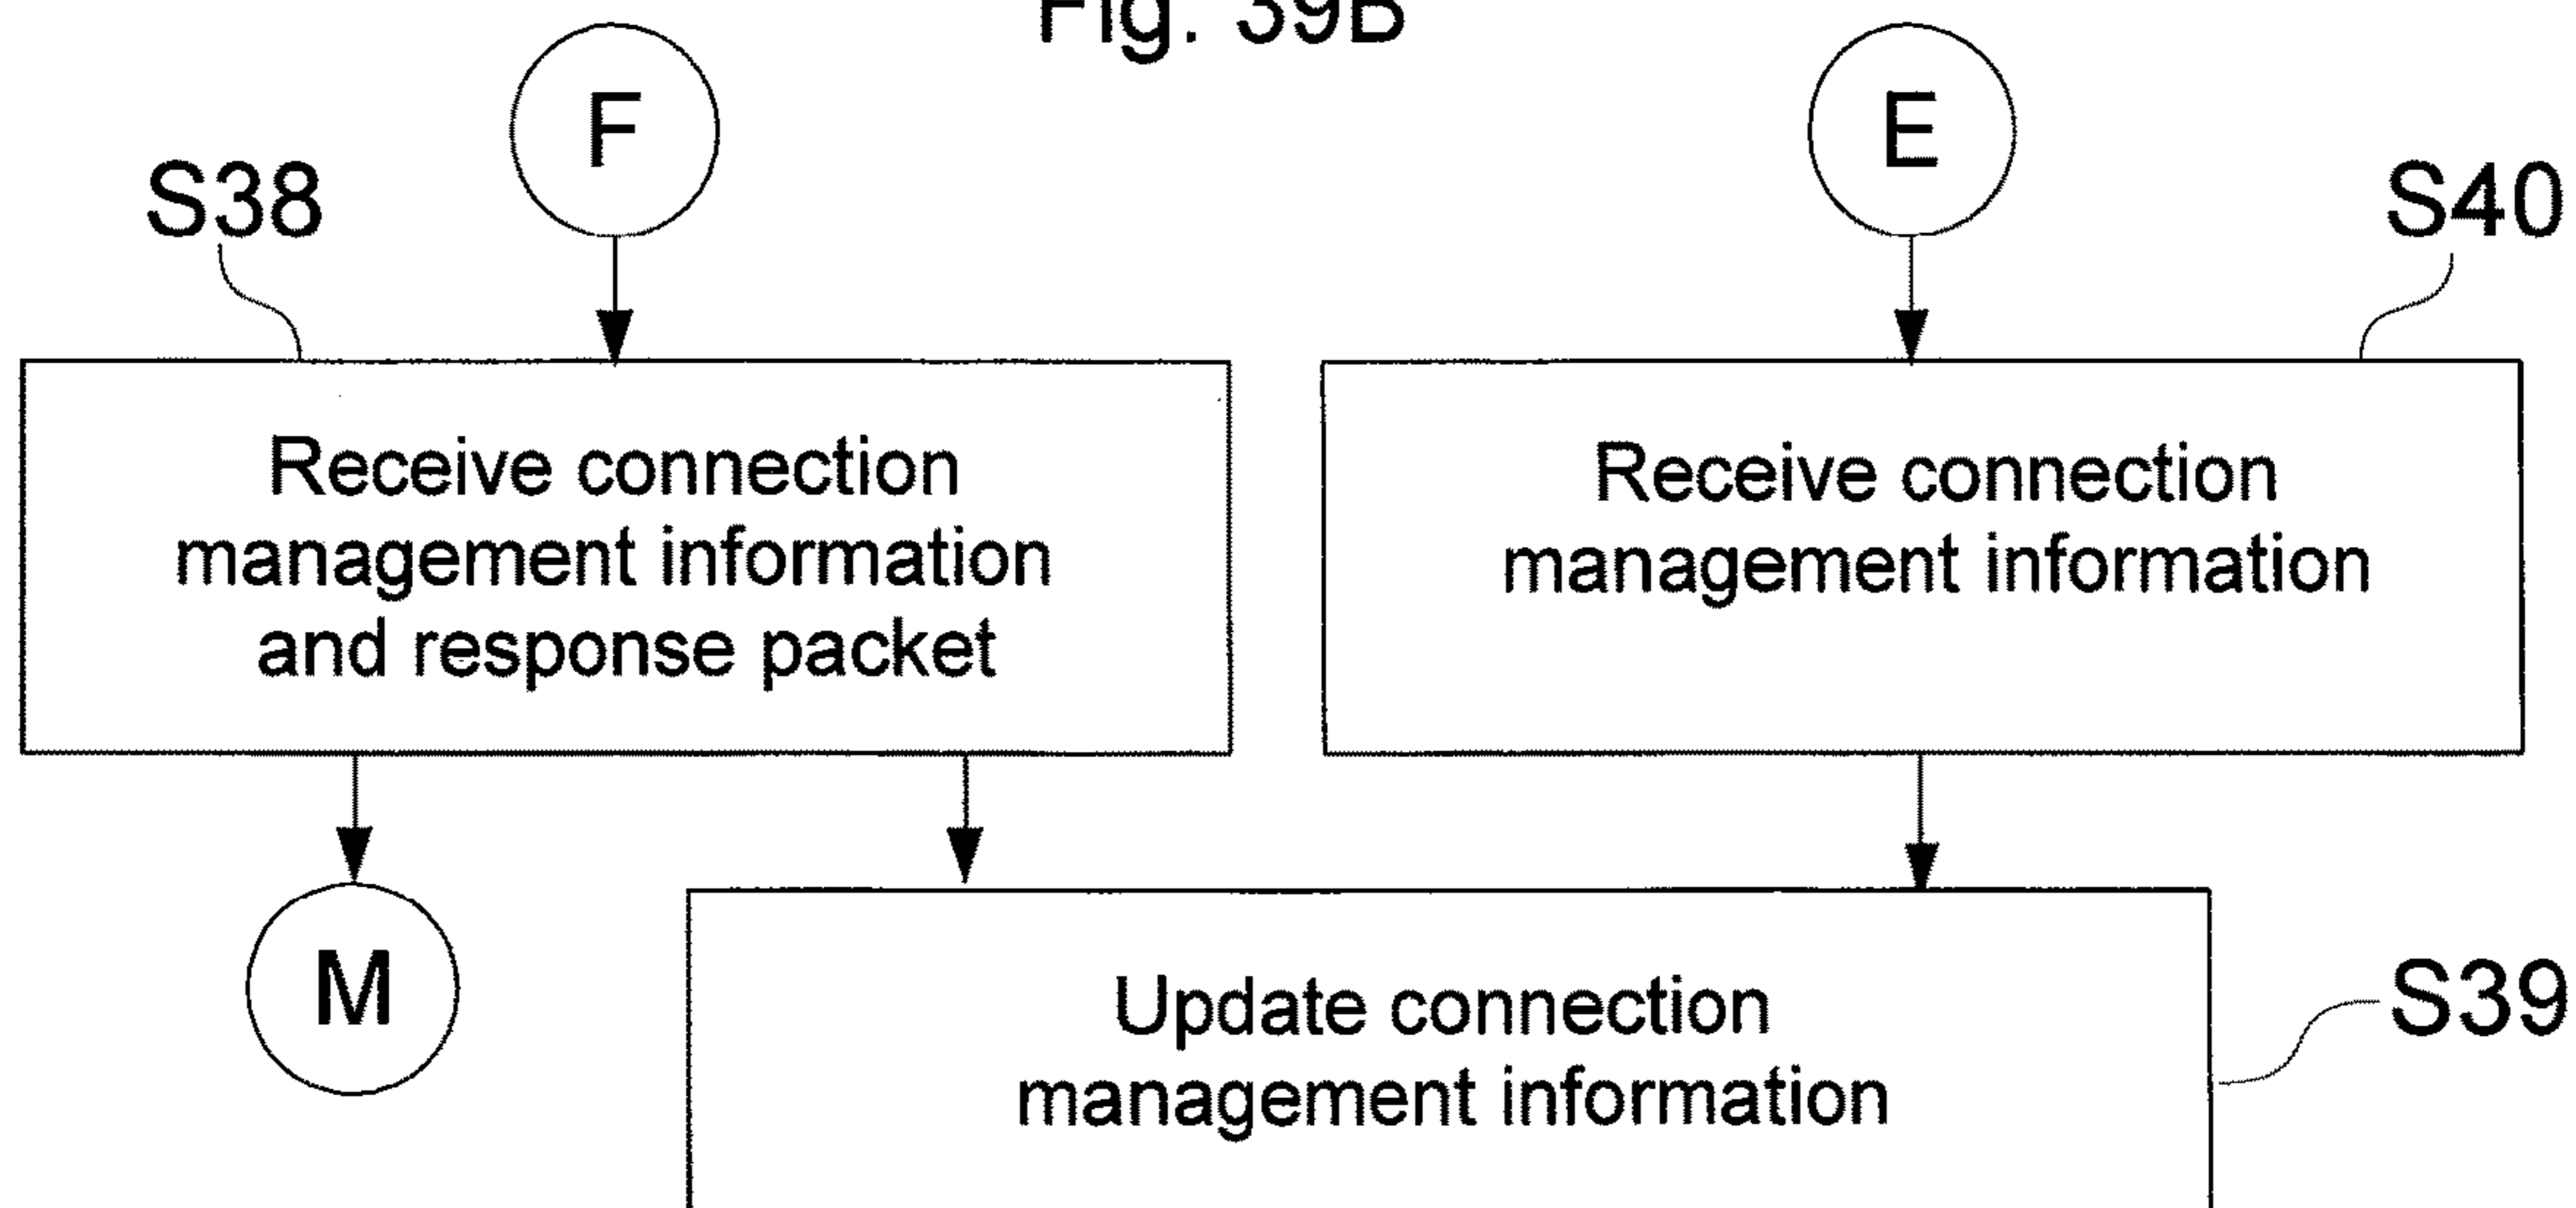 Fig. 39B
F
E
S38
S40
Receive connection
management information
and response packet
Receive connection
management information
M
Update connection
management information
S39